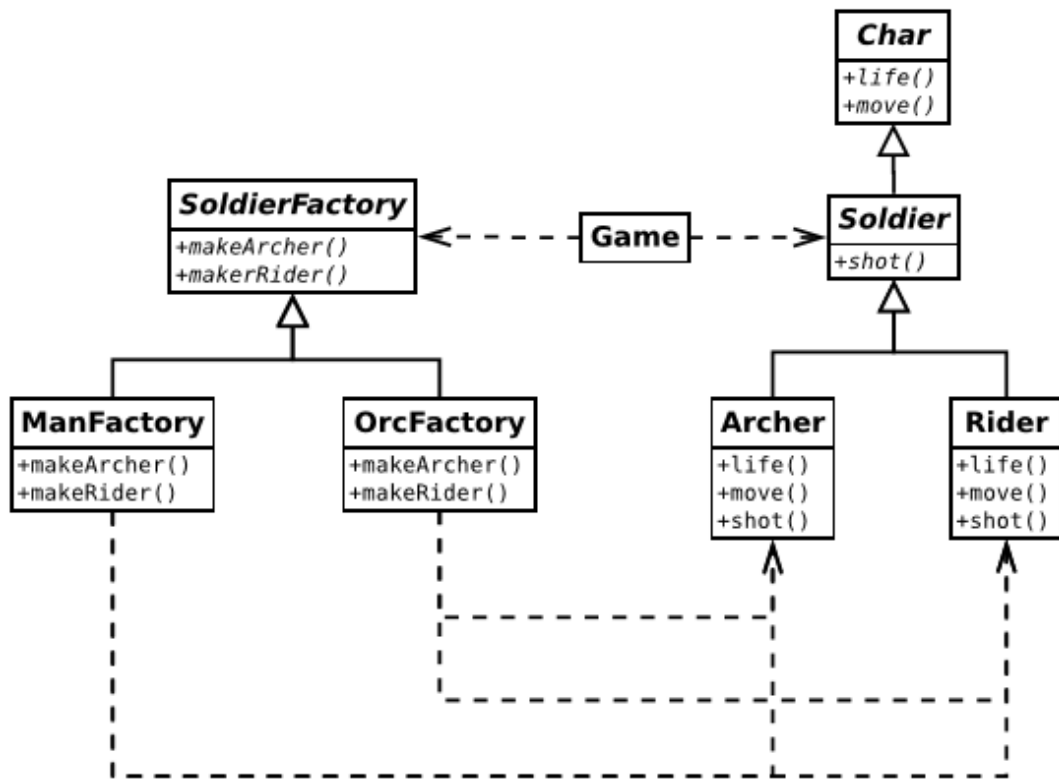 Char
+life()
+move()
SoldierFactory
+makeArcher()
+makerRider()
Game
Soldier
+shot()
ManFactory
+makeArcher()
+makeRider()
OrcFactory
+makeArcher()
+makeRider()
Archer
+life()
+move()
+shot()
Rider
+life()
+move()
+shot()